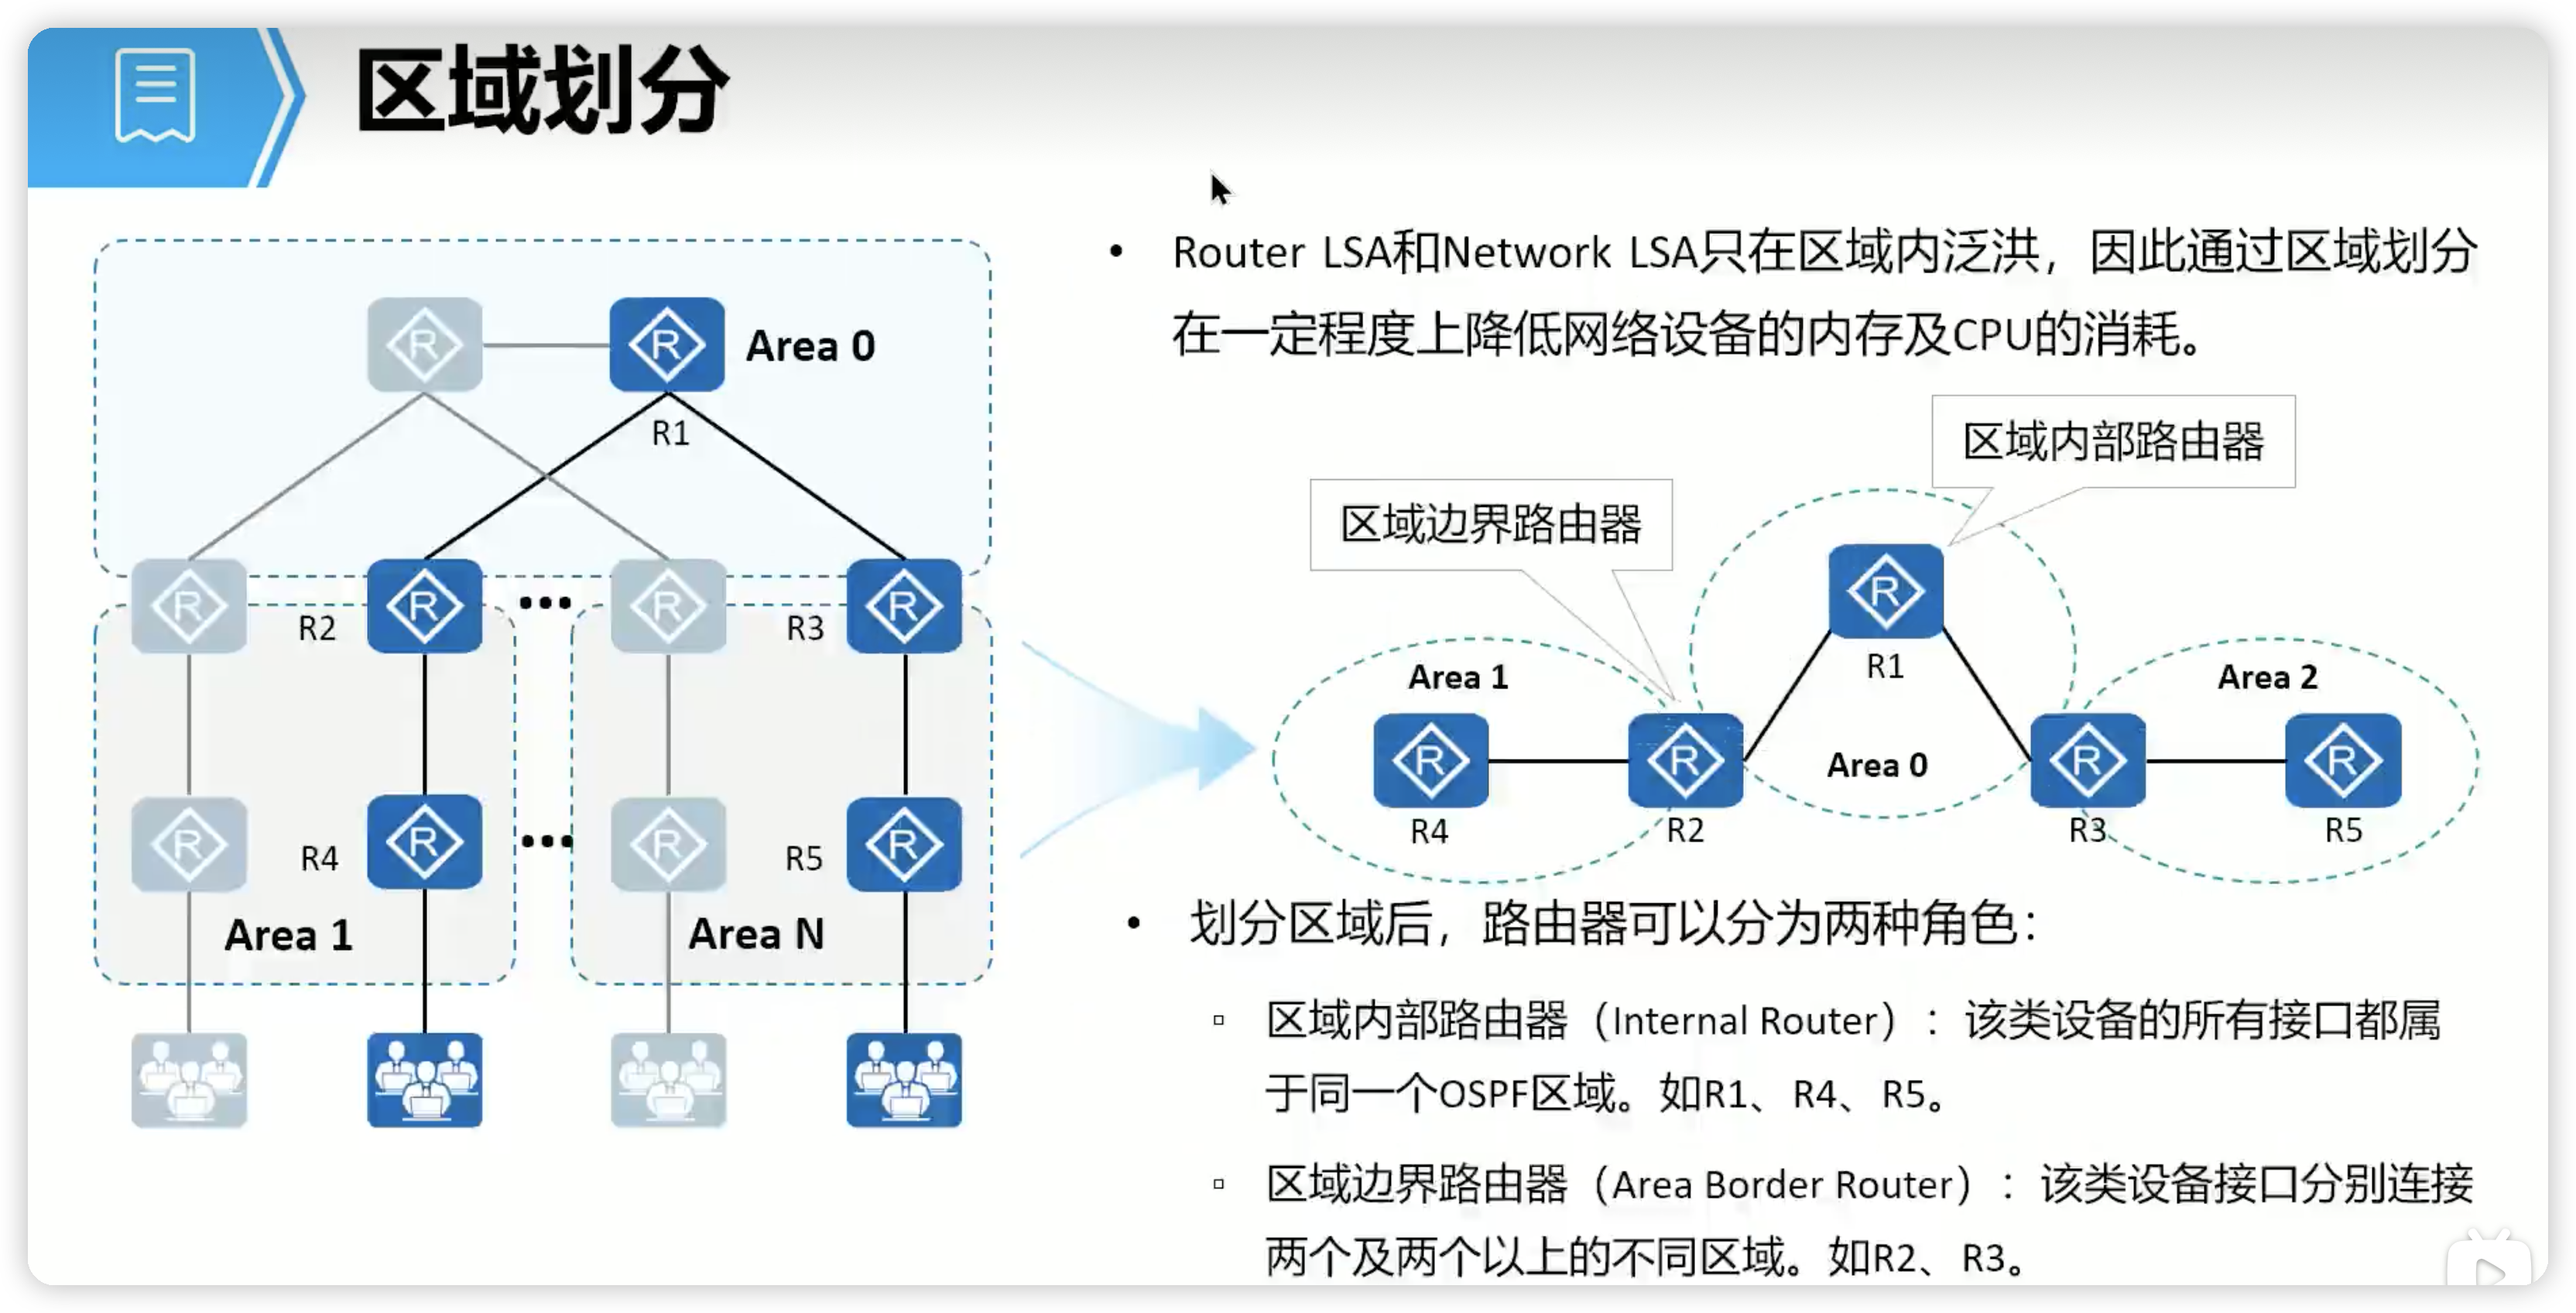 区域划分
Area 0
R1
R2
R3
R4
R5
Area 1
Area N
• Router LSA和Network LSA只在区域内泛洪，因此通过区域划分
在一定程度上降低网络设备的内存及CPU的消耗。
区域内部路由器
区域边界路由器
R1
Area 1
Area 2
Area 0
R4
R2
R3
R5
• 划分区域后，路由器可以分为两种角色：
▫ 区域内部路由器（Internal Router）：该类设备的所有接口都属
于同一个OSPF区域。如R1、R4、R5。
▫ 区域边界路由器（Area Border Router）：该类设备接口分别连接
两个及两个以上的不同区域。如R2、R3。